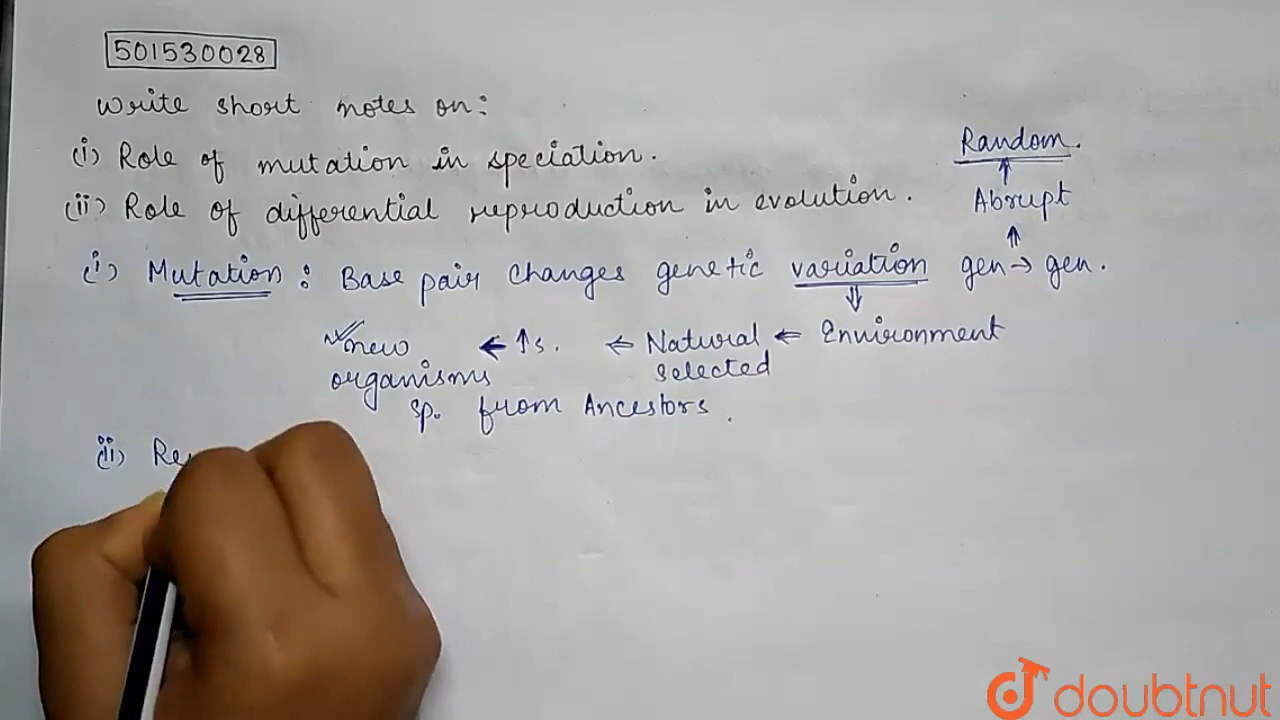 501530028
Write short notes on:
(i) Role of mutation in speciation.
(ii) Role of differential reproduction in evolution.
Random.
↑
Abrupt
↑
(i) Mutation: Base pair changes genetic variation gen → gen.
⇓
new ← ↑s. ← Natural ← Environment
organisms selected
sp. from Ancestors.
(ii)
doubtnut